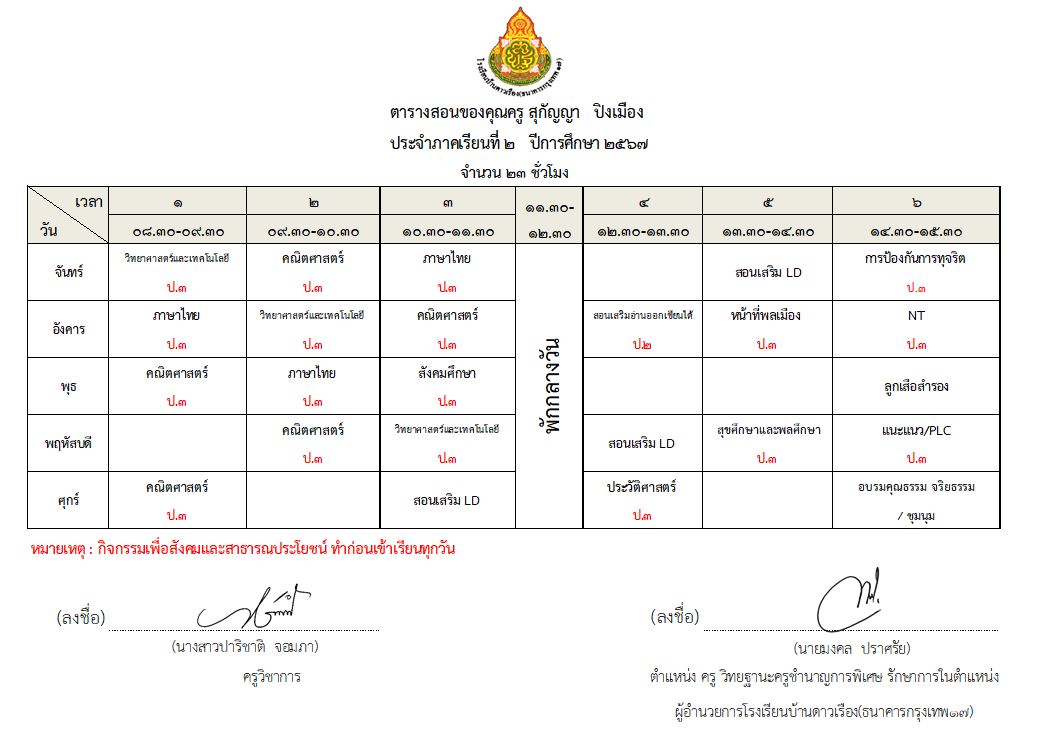 โรงเรียนบ้านดาวเรือง(ธนาคารกรุงเทพ๑๗)
ตารางสอนของคุณครู สุกัญญา ปิงเมือง
ประจำภาคเรียนที่ ๒ ปีการศึกษา ๒๕๖๗
จำนวน ๒๓ ชั่วโมง
เวลา ๑ ๒ ๓ ๑๑.๓๐- ๔ ๕ ๖
วัน ๐๘.๓๐-๐๙.๓๐ ๐๙.๓๐-๑๐.๓๐ ๑๐.๓๐-๑๑.๓๐ ๑๒.๓๐ ๑๒.๓๐-๑๓.๓๐ ๑๓.๓๐-๑๔.๓๐ ๑๔.๓๐-๑๕.๓๐
วิทยาศาสตร์และเทคโนโลยี คณิตศาสตร์ ภาษาไทย การป้องกันการทุจริต
จันทร์ สอนเสริม LD
ป.๓ ป.๓ ป.๓ ป.๓
ภาษาไทย วิทยาศาสตร์และเทคโนโลยี คณิตศาสตร์ สอนเสริมอ่านออกเขียนได้ หน้าที่พลเมือง NT
อังคาร
ป.๓ ป.๓ ป.๓ ป.๒ ป.๓ ป.๓
พักกลางวัน
คณิตศาสตร์ ภาษาไทย สังคมศึกษา
พุธ ลูกเสือสำรอง
ป.๓ ป.๓ ป.๓
คณิตศาสตร์ วิทยาศาสตร์และเทคโนโลยี สุขศึกษาและพลศึกษา แนะแนว/PLC
พฤหัสบดี สอนเสริม LD
ป.๓ ป.๓ ป.๓ ป.๓
คณิตศาสตร์ ประวัติศาสตร์ อบรมคุณธรรม จริยธรรม
ศุกร์ สอนเสริม LD
ป.๓ ป.๓ / ชุมนุม
หมายเหตุ : กิจกรรมเพื่อสังคมและสาธารณประโยชน์ ทำก่อนเข้าเรียนทุกวัน
(ลงชื่อ) (ลงชื่อ)
(นางสาวปาริชาติ จอมภา) (นายมงคล ปราศรัย)
ครูวิชาการ ตำแหน่ง ครู วิทยฐานะครูชำนาญการพิเศษ รักษาการในตำแหน่ง
ผู้อำนวยการโรงเรียนบ้านดาวเรือง(ธนาคารกรุงเทพ๑๗)